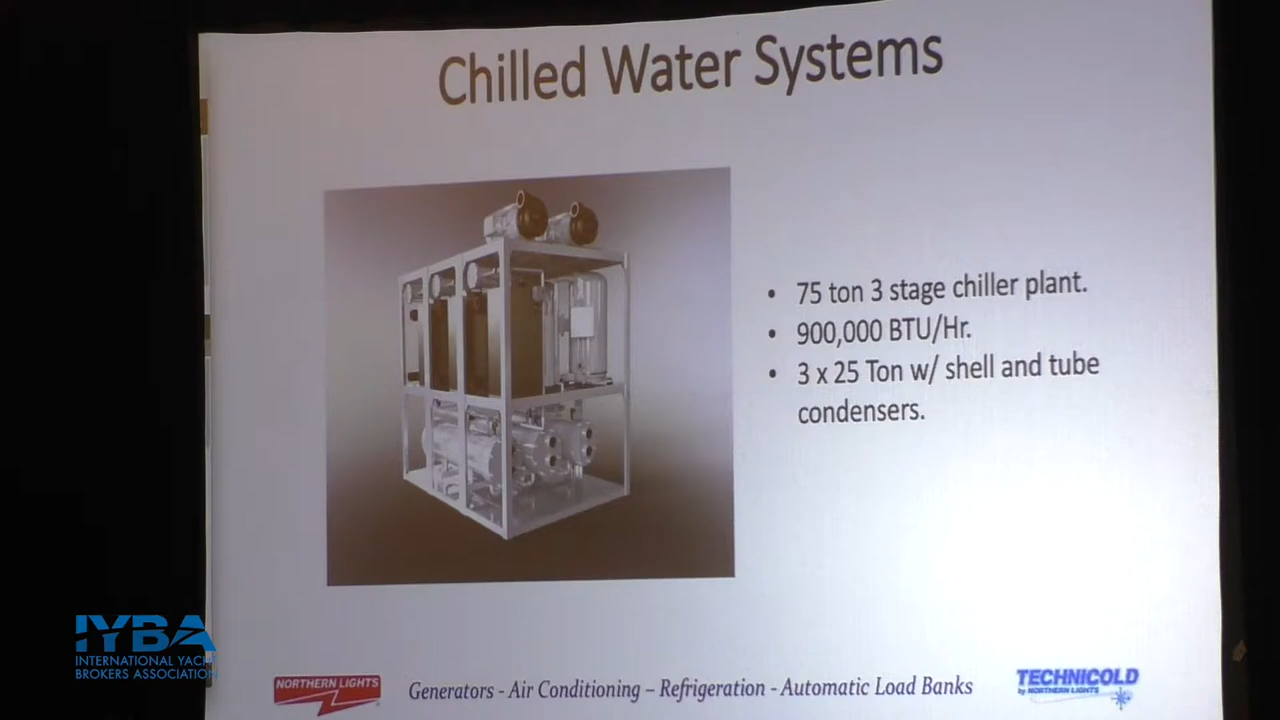 Chilled Water Systems
• 75 ton 3 stage chiller plant.
• 900,000 BTU/Hr.
• 3 x 25 Ton w/ shell and tube
condensers.
IYBA
INTERNATIONAL YACHT
BROKERS ASSOCIATION
NORTHERN LIGHTS
Generators - Air Conditioning – Refrigeration - Automatic Load Banks
TECHNICOLD
by NORTHERN LIGHTS